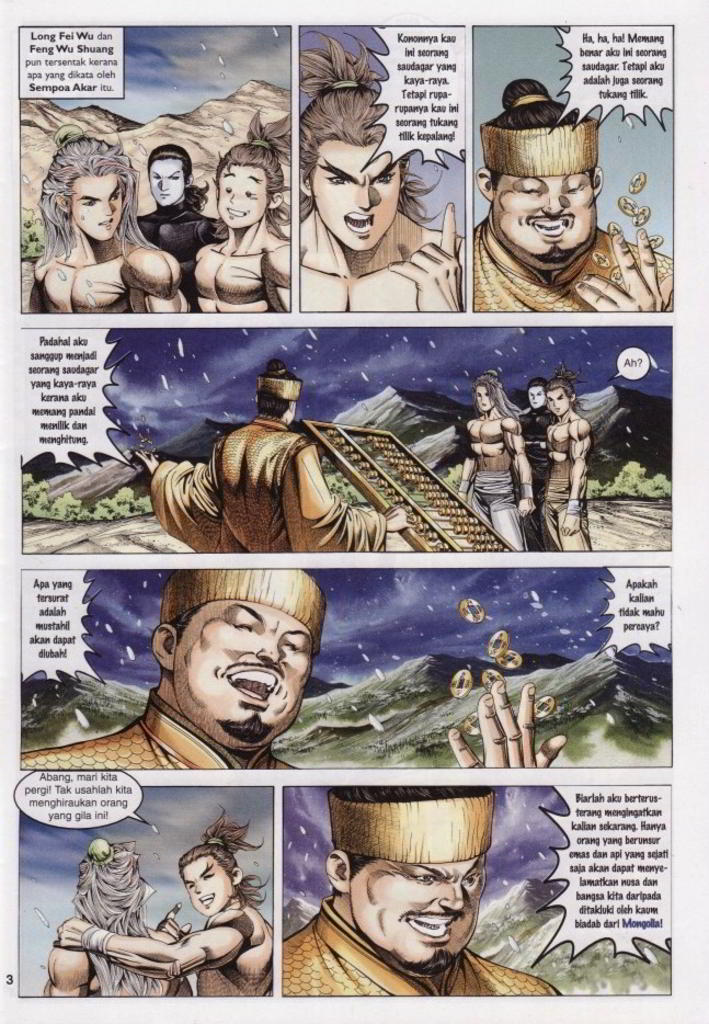 Long Fei Wu dan
Feng Wu Shuang
pun tersentak kerana
apa yang dikata oleh
Sempoa Akar itu.
Kononnya kau
ini seorang
saudagar yang
kaya-raya.
Tetapi rupa-
rupanya kau ini
seorang tukang
tilik kepalang!
Ha, ha, ha! Memang
benar aku ini seorang
saudagar. Tetapi aku
adalah juga seorang
tukang tilik.
Padahal aku
sanggup menjadi
seorang saudagar
yang kaya-raya
kerana aku
memang pandai
menilik dan
menghitung.
Ah?
Apa yang
tersurat
adalah
mustahil
akan dapat
diubah!
Apakah
kalian
tidak mahu
percaya?
Abang, mari kita
pergi! Tak usahlah kita
menghiraukan orang
yang gila ini!
Biarlah aku berterus-
terang mengingatkan
kalian sekarang. Hanya
orang yang berunsur
emas dan api yang sejati
saja akan dapat menye-
lamatkan nusa dan
bangsa kita daripada
ditakluki oleh kaum
biadab dari Mongolia!
3